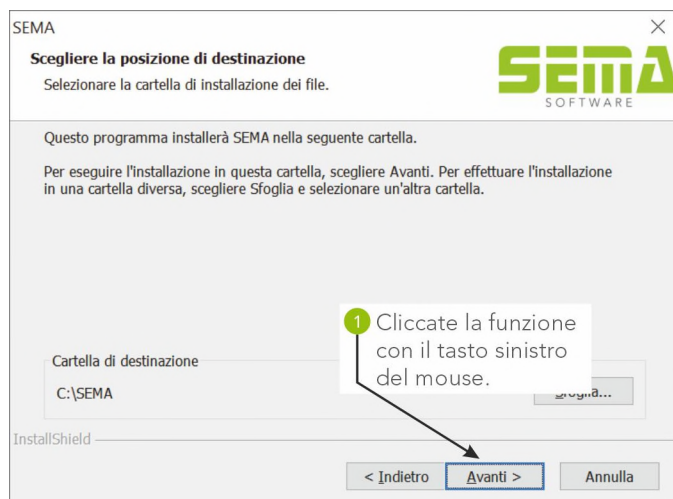 SEMA
Scegliere la posizione di destinazione
Selezionare la cartella di installazione dei file.
SEMA
SOFTWARE
Questo programma installerà SEMA nella seguente cartella.
Per eseguire l'installazione in questa cartella, scegliere Avanti. Per effettuare l'installazione
in una cartella diversa, scegliere Sfoglia e selezionare un'altra cartella.
1 Cliccate la funzione
con il tasto sinistro
del mouse.
Cartella di destinazione
C:\SEMA
Sfoglia...
InstallShield
< Indietro
Avanti >
Annulla